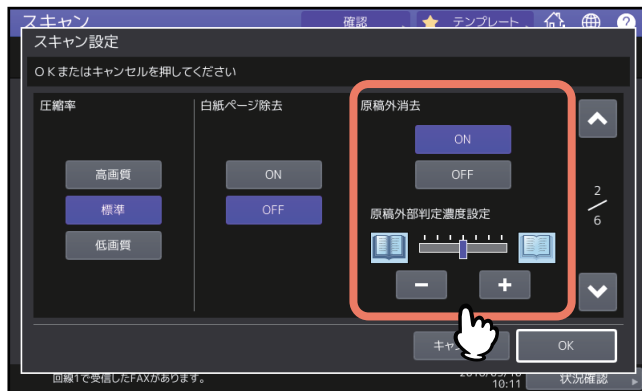 スキャン
確認
テンプレート
?
スキャン設定
OKまたはキャンセルを押してください
圧縮率
白紙ページ除去
原稿外消去
高画質
標準
低画質
ON
OFF
ON
OFF
原稿外部判定濃度設定
2
6
OK
回線1で受信したFAXがあります。
10:11
状況確認